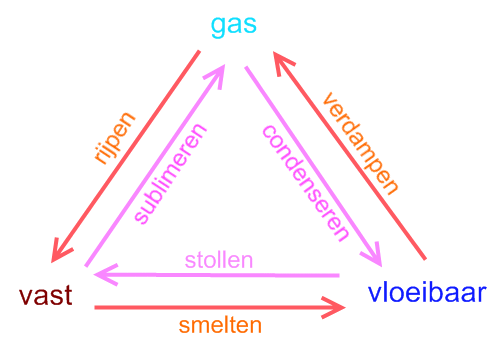 gas
rijpen
sublimeren
condenseren
verdampen
stollen
vast
vloeibaar
smelten